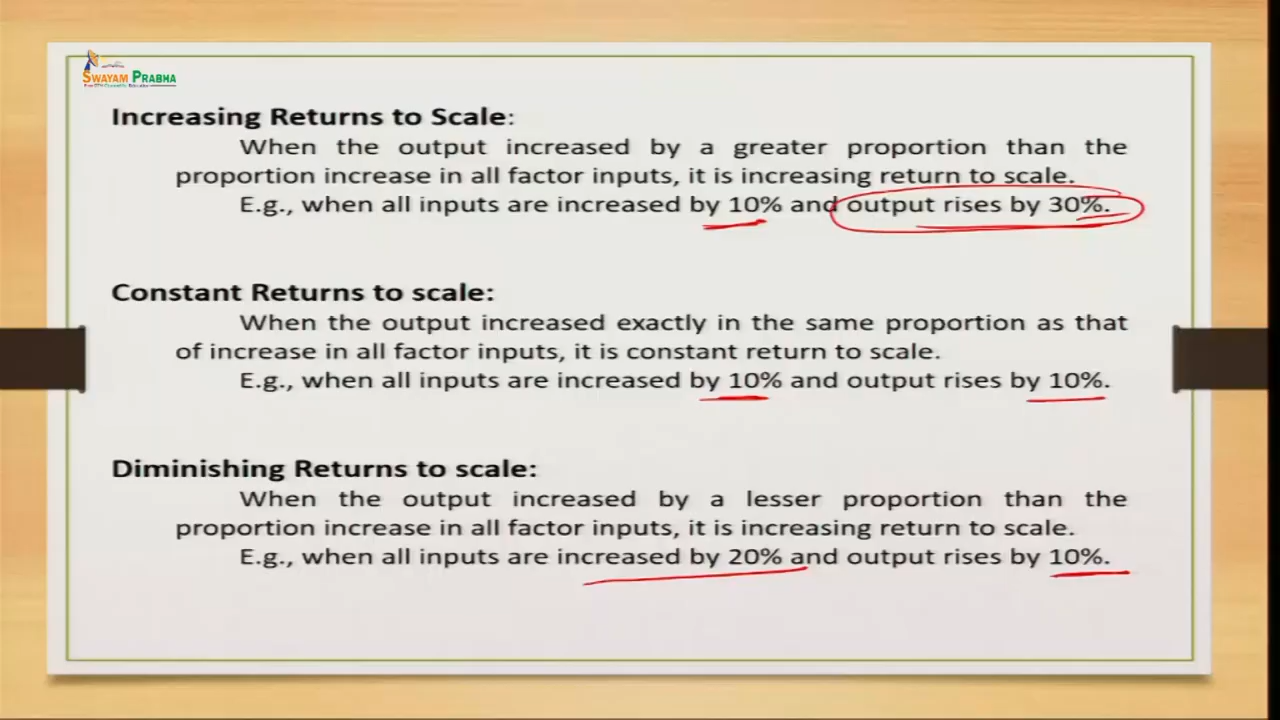 SWAYAM PRABHA
Increasing Returns to Scale:
When the output increased by a greater proportion than the
proportion increase in all factor inputs, it is increasing return to scale.
E.g., when all inputs are increased by 10% and output rises by 30%.
Constant Returns to scale:
When the output increased exactly in the same proportion as that
of increase in all factor inputs, it is constant return to scale.
E.g., when all inputs are increased by 10% and output rises by 10%.
Diminishing Returns to scale:
When the output increased by a lesser proportion than the
proportion increase in all factor inputs, it is increasing return to scale.
E.g., when all inputs are increased by 20% and output rises by 10%.